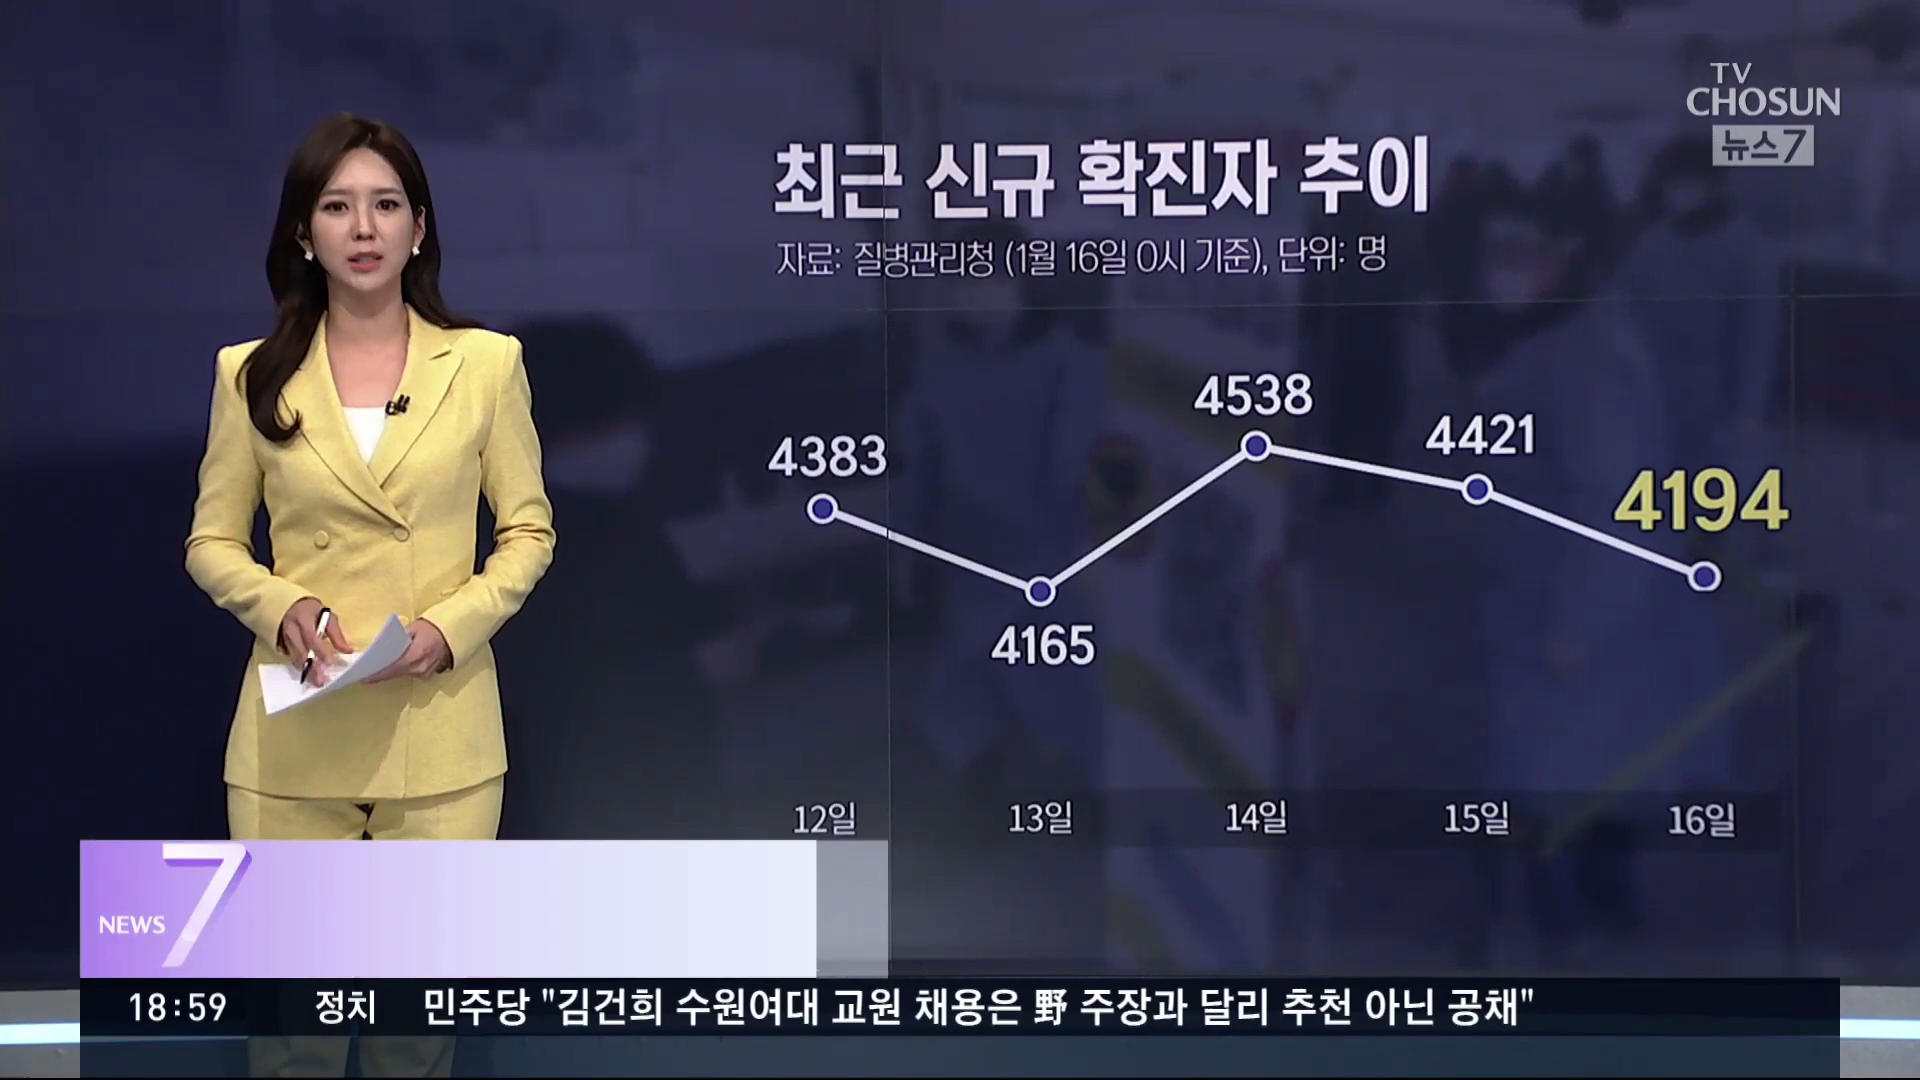 TV
CHOSUN
뉴스7
최근 신규 확진자 추이
자료: 질병관리청 (1월 16일 0시 기준), 단위: 명
4383
4165
4538
4421
4194
12일
13일
14일
15일
16일
NEWS 7
18:59 정치 민주당 "김건희 수원여대 교원 채용은 野 주장과 달리 추천 아닌 공채"